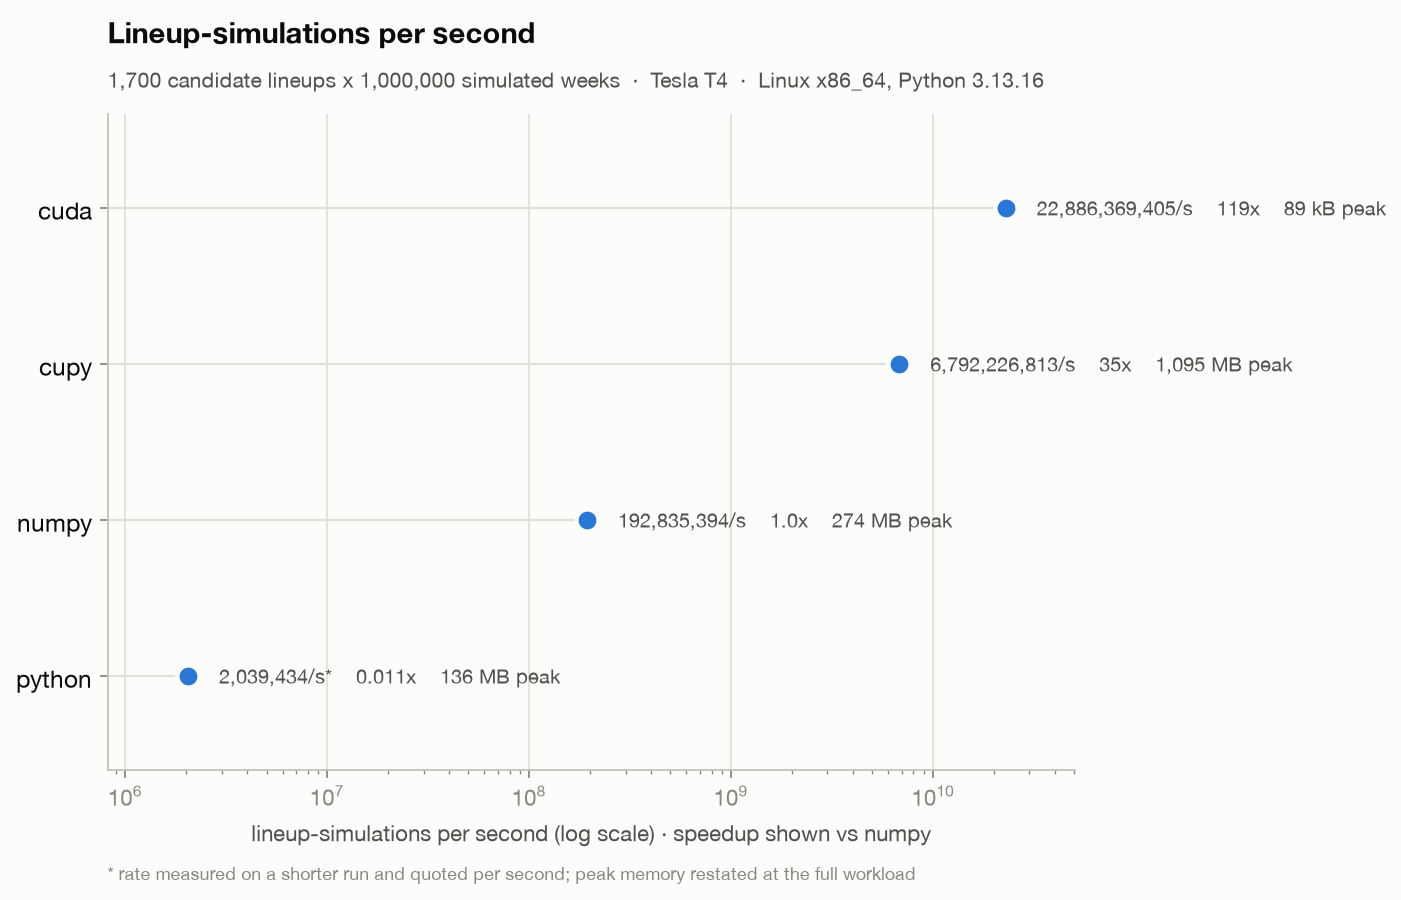 Lineup-simulations per second
1,700 candidate lineups x 1,000,000 simulated weeks · Tesla T4 · Linux x86_64, Python 3.13.16
cuda 22,886,369,405/s 119x 89 kB peak
cupy 6,792,226,813/s 35x 1,095 MB peak
numpy 192,835,394/s 1.0x 274 MB peak
python 2,039,434/s* 0.011x 136 MB peak
10⁶ 10⁷ 10⁸ 10⁹ 10¹⁰
lineup-simulations per second (log scale) · speedup shown vs numpy
* rate measured on a shorter run and quoted per second; peak memory restated at the full workload